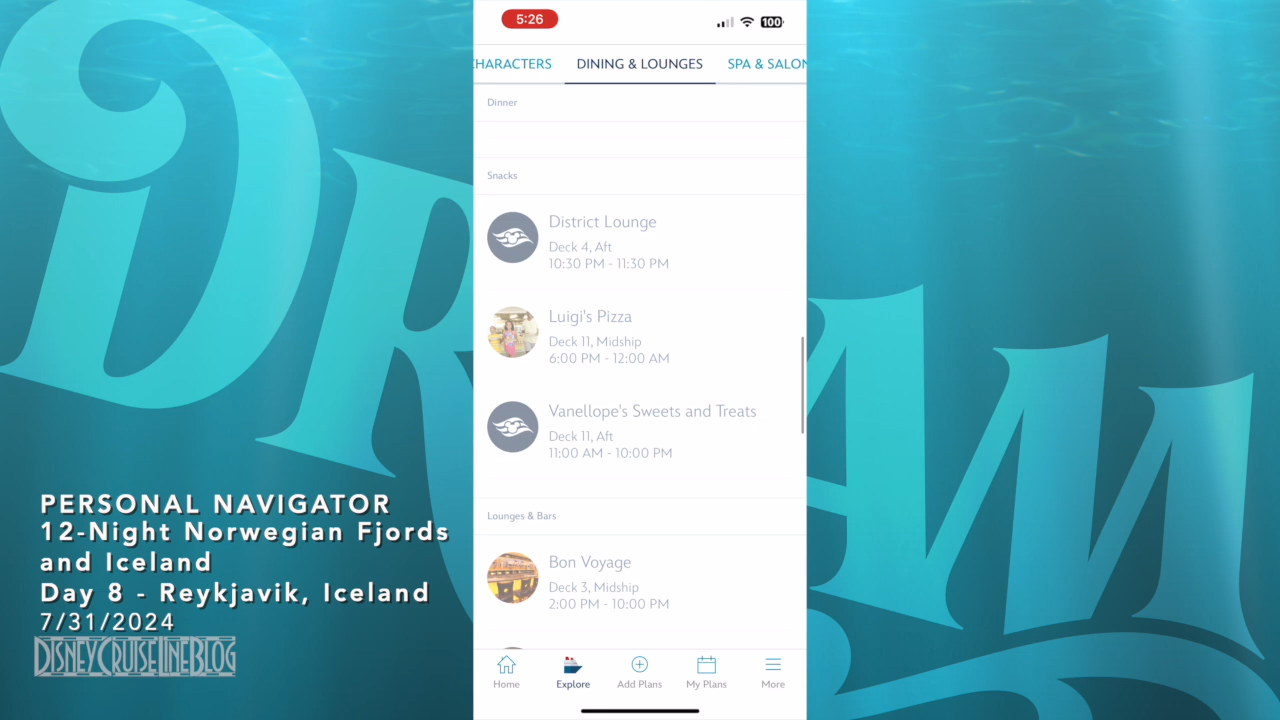 DREAM
5:26
100
HARACTERS
DINING & LOUNGES
SPA & SALON
Dinner
Snacks
District Lounge
Deck 4, Aft
10:30 PM - 11:30 PM
Luigi's Pizza
Deck 11, Midship
6:00 PM - 12:00 AM
Vanellope's Sweets and Treats
Deck 11, Aft
11:00 AM - 10:00 PM
Lounges & Bars
Bon Voyage
Deck 3, Midship
2:00 PM - 10:00 PM
Home
Explore
Add Plans
My Plans
More
PERSONAL NAVIGATOR
12-Night Norwegian Fjords
and Iceland
Day 8 - Reykjavik, Iceland
7/31/2024
DISNEYCRUISELINEBLOG